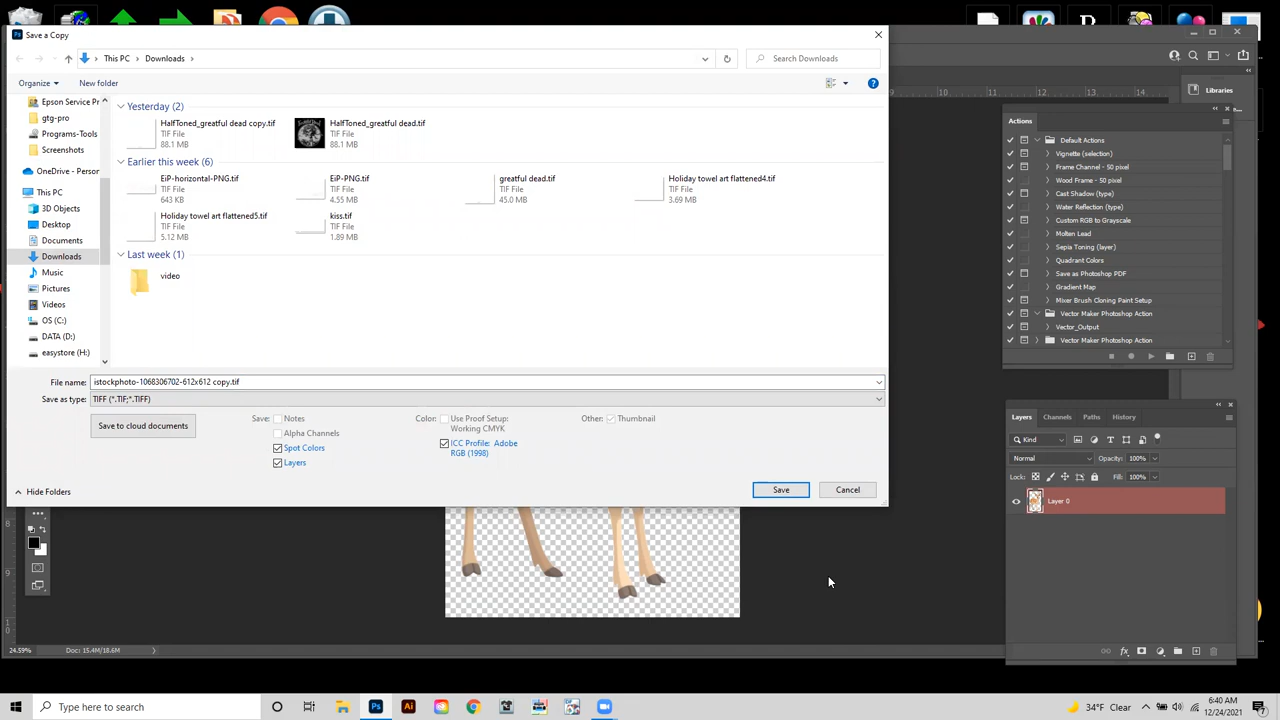 Save a Copy
This PC
Downloads
Search Downloads
Organize
New folder
Epson Service Pr
gtg-pro
Programs-Tools
Screenshots
OneDrive - Person
This PC
3D Objects
Desktop
Documents
Downloads
Music
Pictures
Videos
OS (C:)
DATA (D:)
easystore (H:)
Yesterday (2)
HalfToned_greatful dead copy.tif
TIF File
88.1 MB
HalfToned_greatful dead.tif
TIF File
88.1 MB
Earlier this week (6)
EiP-horizontal-PNG.tif
TIF File
643 KB
EiP-PNG.tif
TIF File
4.55 MB
greatful dead.tif
TIF File
45.0 MB
Holiday towel art flattened4.tif
TIF File
3.69 MB
Holiday towel art flattened5.tif
TIF File
5.12 MB
kiss.tif
TIF File
1.89 MB
Last week (1)
video
File name:
istockphoto-1068306702-612x612 copy.tif
Save as type:
TIFF (*.TIF;*.TIFF)
Save to cloud documents
Save:
Notes
Alpha Channels
Spot Colors
Layers
Color:
Use Proof Setup:
Working CMYK
ICC Profile: Adobe
RGB (1998)
Other:
Thumbnail
Hide Folders
Save
Cancel
11
12
13
14
Libraries
Actions
Default Actions
Vignette (selection)
Frame Channel - 50 pixel
Wood Frame - 50 pixel
Cast Shadow (type)
Water Reflection (type)
Custom RGB to Grayscale
Molten Lead
Sepia Toning (layer)
Quadrant Colors
Save as Photoshop PDF
Gradient Map
Mixer Brush Cloning Paint Setup
Vector Maker Photoshop Action
Vector_Output
Vector Maker Photoshop Action
Layers
Channels
Paths
History
Kind
Normal
Opacity: 100%
Locks:
Fill: 100%
Layer 0
fx
8
9
1
0
24.59%
Doc: 15.4M/18.6M
Type here to search
Ps
Ai
34°F Clear
6:40 AM
12/24/2021